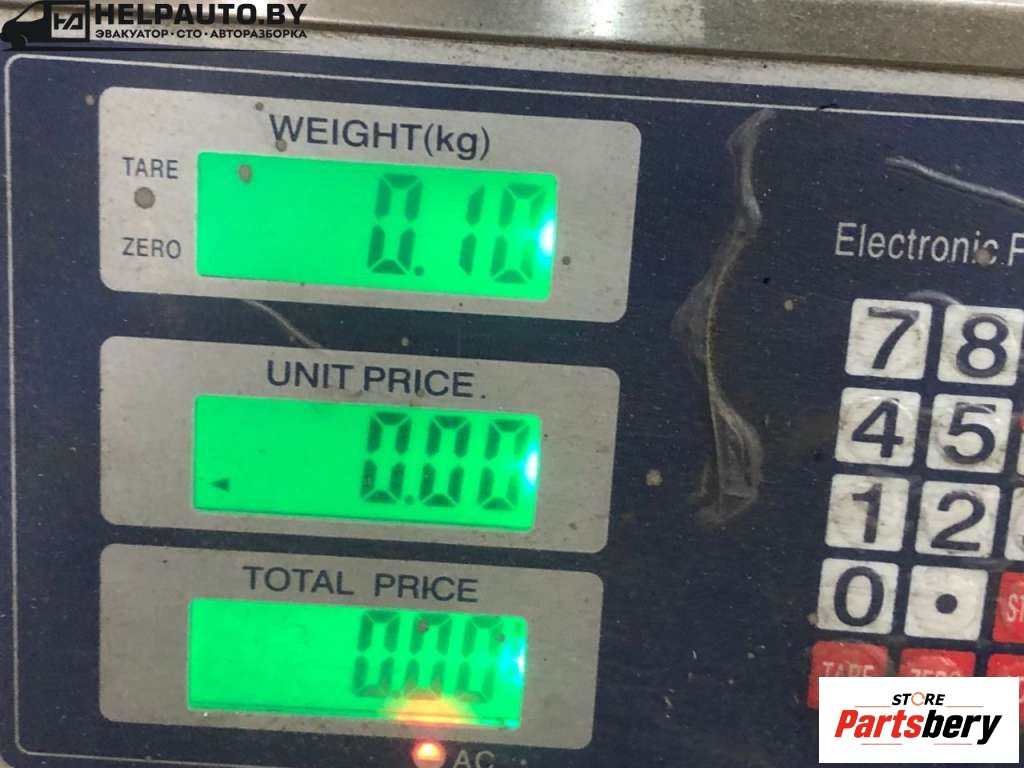 HELPAUTO.BY
ЭВАКУАТОР · СТО · АВТОРАЗБОРКА
WEIGHT(kg)
TARE
ZERO
0.10
Electronic
UNIT PRICE
0.00
TOTAL PRICE
0.00
AC
7 8
4 5
1 2
0 .
TARE ZERO
STORE
Partsbery